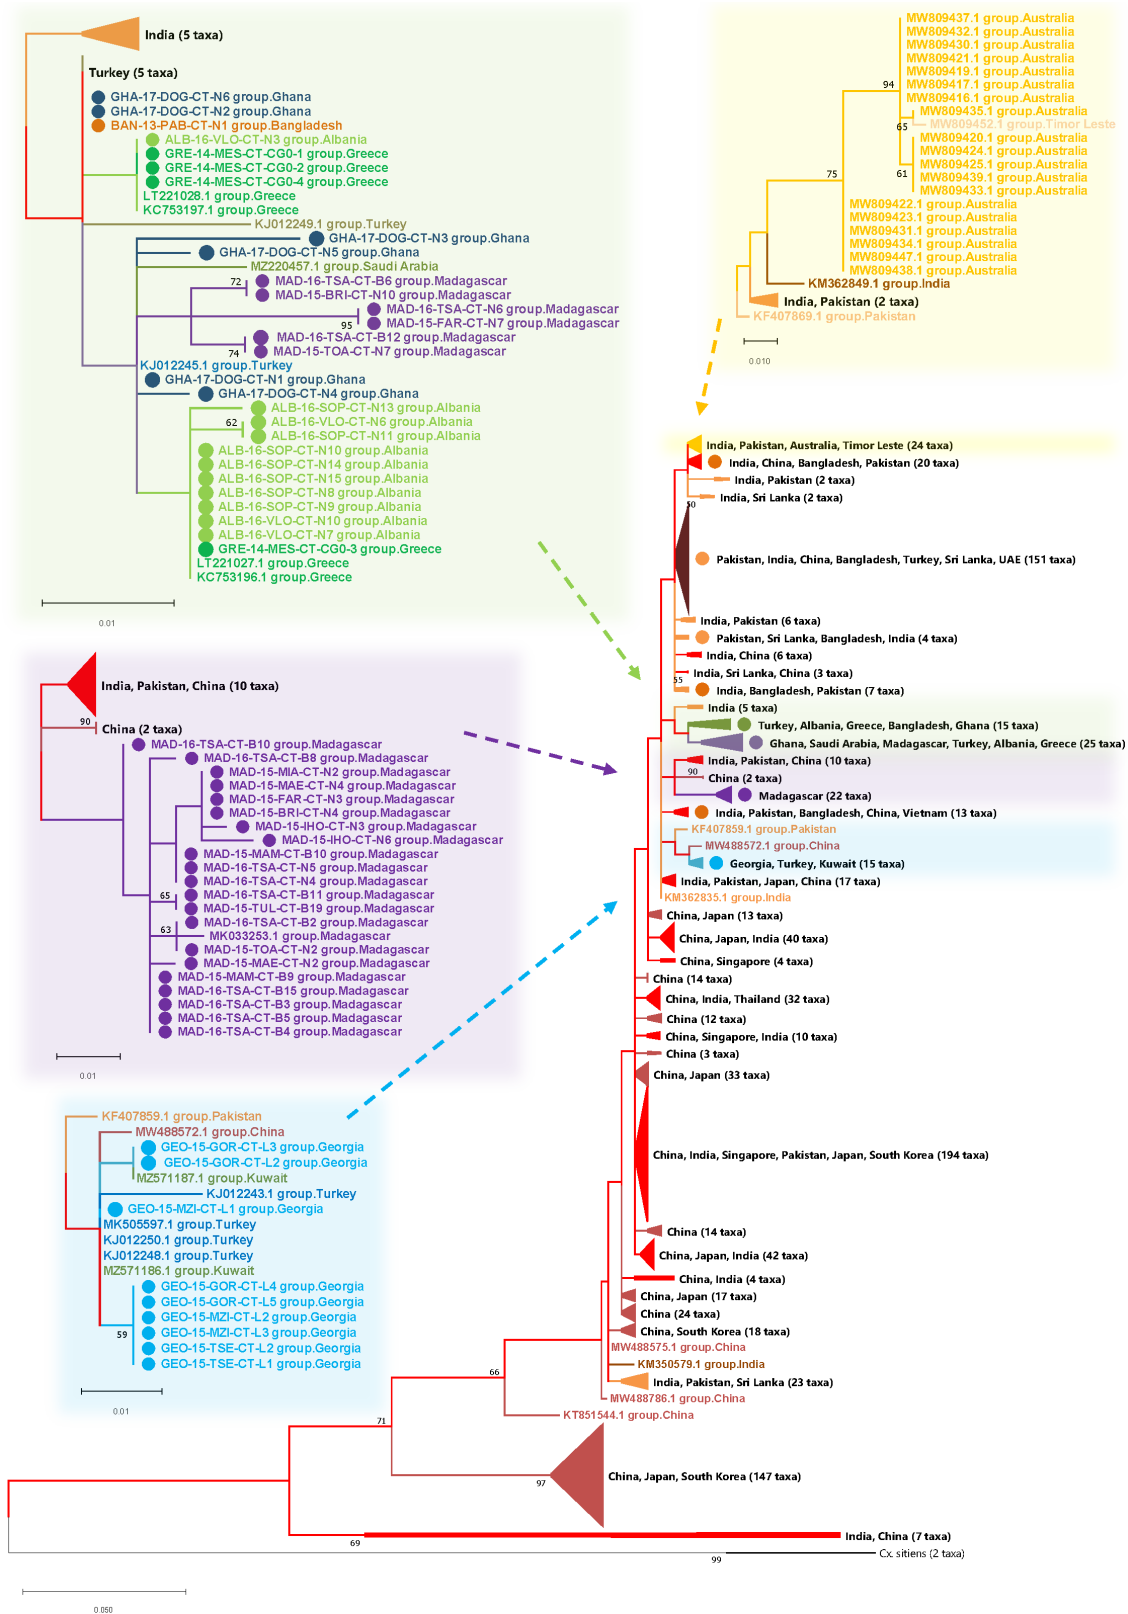 India (5 taxa)
Turkey (5 taxa)
GHA-17-DOG-CT-N6 group.Ghana
GHA-17-DOG-CT-N2 group.Ghana
BAN-13-PAB-CT-N1 group.Bangladesh
ALB-16-VLO-CT-N3 group.Albania
GRE-14-MES-CT-CG0-1 group.Greece
GRE-14-MES-CT-CG0-2 group.Greece
GRE-14-MES-CT-CG0-4 group.Greece
LT221028.1 group.Greece
KC753197.1 group.Greece
KJ012249.1 group.Turkey
GHA-17-DOG-CT-N3 group.Ghana
GHA-17-DOG-CT-N5 group.Ghana
MZ220457.1 group.Saudi Arabia
72
MAD-16-TSA-CT-B6 group.Madagascar
MAD-15-BRI-CT-N10 group.Madagascar
MAD-16-TSA-CT-N6 group.Madagascar
95
MAD-15-FAR-CT-N7 group.Madagascar
MAD-16-TSA-CT-B12 group.Madagascar
74
MAD-15-TOA-CT-N7 group.Madagascar
KJ012245.1 group.Turkey
GHA-17-DOG-CT-N1 group.Ghana
GHA-17-DOG-CT-N4 group.Ghana
ALB-16-SOP-CT-N13 group.Albania
62
ALB-16-VLO-CT-N6 group.Albania
ALB-16-SOP-CT-N11 group.Albania
ALB-16-SOP-CT-N10 group.Albania
ALB-16-SOP-CT-N14 group.Albania
ALB-16-SOP-CT-N15 group.Albania
ALB-16-SOP-CT-N8 group.Albania
ALB-16-SOP-CT-N9 group.Albania
ALB-16-VLO-CT-N10 group.Albania
ALB-16-VLO-CT-N7 group.Albania
GRE-14-MES-CT-CG0-3 group.Greece
LT221027.1 group.Greece
KC753196.1 group.Greece
0.01
MW809437.1 group.Australia
MW809432.1 group.Australia
MW809430.1 group.Australia
MW809421.1 group.Australia
MW809419.1 group.Australia
94
MW809417.1 group.Australia
MW809416.1 group.Australia
MW809435.1 group.Australia
65
MW809452.1 group.Timor Leste
MW809420.1 group.Australia
MW809424.1 group.Australia
MW809425.1 group.Australia
61
MW809439.1 group.Australia
MW809433.1 group.Australia
75
MW809422.1 group.Australia
MW809423.1 group.Australia
MW809431.1 group.Australia
MW809434.1 group.Australia
MW809447.1 group.Australia
MW809438.1 group.Australia
KM362849.1 group.India
India, Pakistan (2 taxa)
KF407869.1 group.Pakistan
0.010
India, Pakistan, China (10 taxa)
90
China (2 taxa)
MAD-16-TSA-CT-B10 group.Madagascar
MAD-16-TSA-CT-B8 group.Madagascar
MAD-15-MIA-CT-N2 group.Madagascar
MAD-15-MAE-CT-N4 group.Madagascar
MAD-15-FAR-CT-N3 group.Madagascar
MAD-15-BRI-CT-N4 group.Madagascar
MAD-15-IHO-CT-N3 group.Madagascar
MAD-15-IHO-CT-N6 group.Madagascar
MAD-15-MAM-CT-B10 group.Madagascar
MAD-16-TSA-CT-N5 group.Madagascar
MAD-16-TSA-CT-N4 group.Madagascar
65
MAD-16-TSA-CT-B11 group.Madagascar
MAD-15-TUL-CT-B19 group.Madagascar
MAD-16-TSA-CT-B2 group.Madagascar
63
MK033253.1 group.Madagascar
MAD-15-TOA-CT-N2 group.Madagascar
MAD-15-MAE-CT-N2 group.Madagascar
MAD-15-MAM-CT-B9 group.Madagascar
MAD-16-TSA-CT-B15 group.Madagascar
MAD-16-TSA-CT-B3 group.Madagascar
MAD-16-TSA-CT-B5 group.Madagascar
MAD-16-TSA-CT-B4 group.Madagascar
0.01
KF407859.1 group.Pakistan
MW488572.1 group.China
GEO-15-GOR-CT-L3 group.Georgia
GEO-15-GOR-CT-L2 group.Georgia
MZ571187.1 group.Kuwait
KJ012243.1 group.Turkey
GEO-15-MZI-CT-L1 group.Georgia
MK505597.1 group.Turkey
KJ012250.1 group.Turkey
KJ012248.1 group.Turkey
MZ571186.1 group.Kuwait
GEO-15-GOR-CT-L4 group.Georgia
GEO-15-GOR-CT-L5 group.Georgia
GEO-15-MZI-CT-L2 group.Georgia
59
GEO-15-MZI-CT-L3 group.Georgia
GEO-15-TSE-CT-L2 group.Georgia
GEO-15-TSE-CT-L1 group.Georgia
0.01
India, Pakistan, Australia, Timor Leste (24 taxa)
India, China, Bangladesh, Pakistan (20 taxa)
India, Pakistan (2 taxa)
India, Sri Lanka (2 taxa)
50
Pakistan, India, China, Bangladesh, Turkey, Sri Lanka, UAE (151 taxa)
India, Pakistan (6 taxa)
Pakistan, Sri Lanka, Bangladesh, India (4 taxa)
India, China (6 taxa)
India, Sri Lanka, China (3 taxa)
55
India, Bangladesh, Pakistan (7 taxa)
India (5 taxa)
Turkey, Albania, Greece, Bangladesh, Ghana (15 taxa)
Ghana, Saudi Arabia, Madagascar, Turkey, Albania, Greece (25 taxa)
India, Pakistan, China (10 taxa)
90
China (2 taxa)
Madagascar (22 taxa)
India, Pakistan, Bangladesh, China, Vietnam (13 taxa)
KF407859.1 group.Pakistan
MW488572.1 group.China
Georgia, Turkey, Kuwait (15 taxa)
India, Pakistan, Japan, China (17 taxa)
KM362835.1 group.India
China, Japan (13 taxa)
China, Japan, India (40 taxa)
China, Singapore (4 taxa)
China (14 taxa)
China, India, Thailand (32 taxa)
China (12 taxa)
China, Singapore, India (10 taxa)
China (3 taxa)
China, Japan (33 taxa)
China, India, Singapore, Pakistan, Japan, South Korea (194 taxa)
China (14 taxa)
China, Japan, India (42 taxa)
China, India (4 taxa)
China, Japan (17 taxa)
China (24 taxa)
China, South Korea (18 taxa)
MW488575.1 group.China
KM350579.1 group.India
66
India, Pakistan, Sri Lanka (23 taxa)
MW488786.1 group.China
KT851544.1 group.China
71
China, Japan, South Korea (147 taxa)
97
India, China (7 taxa)
69
Cx. sitiens (2 taxa)
99
0.050